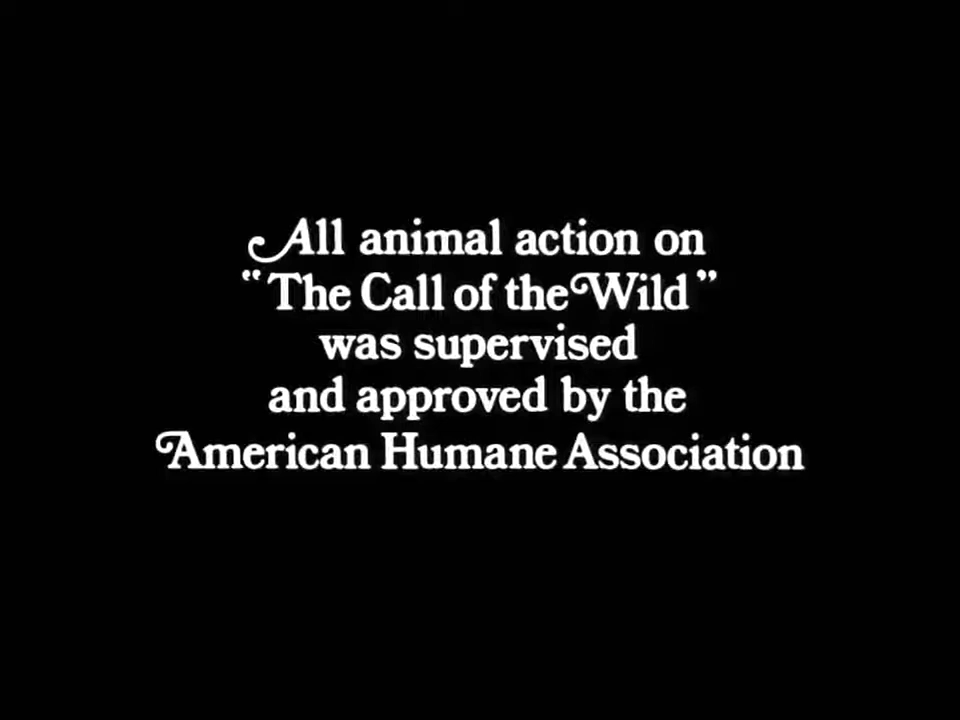 All animal action on
“The Call of the Wild”
was supervised
and approved by the
American Humane Association